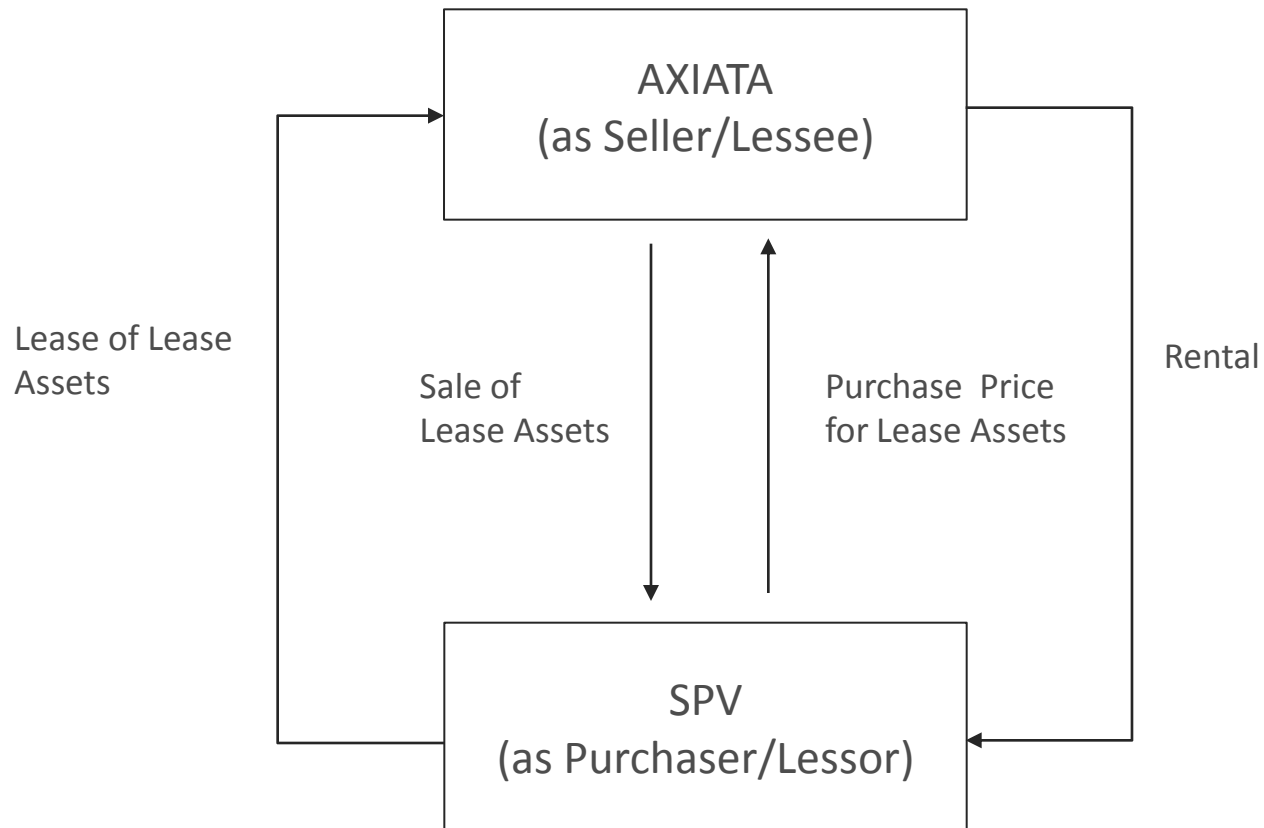 AXIATA
(as Seller/Lessee)
Lease of Lease
Assets
Sale of
Lease Assets
Purchase Price
for Lease Assets
Rental
SPV
(as Purchaser/Lessor)